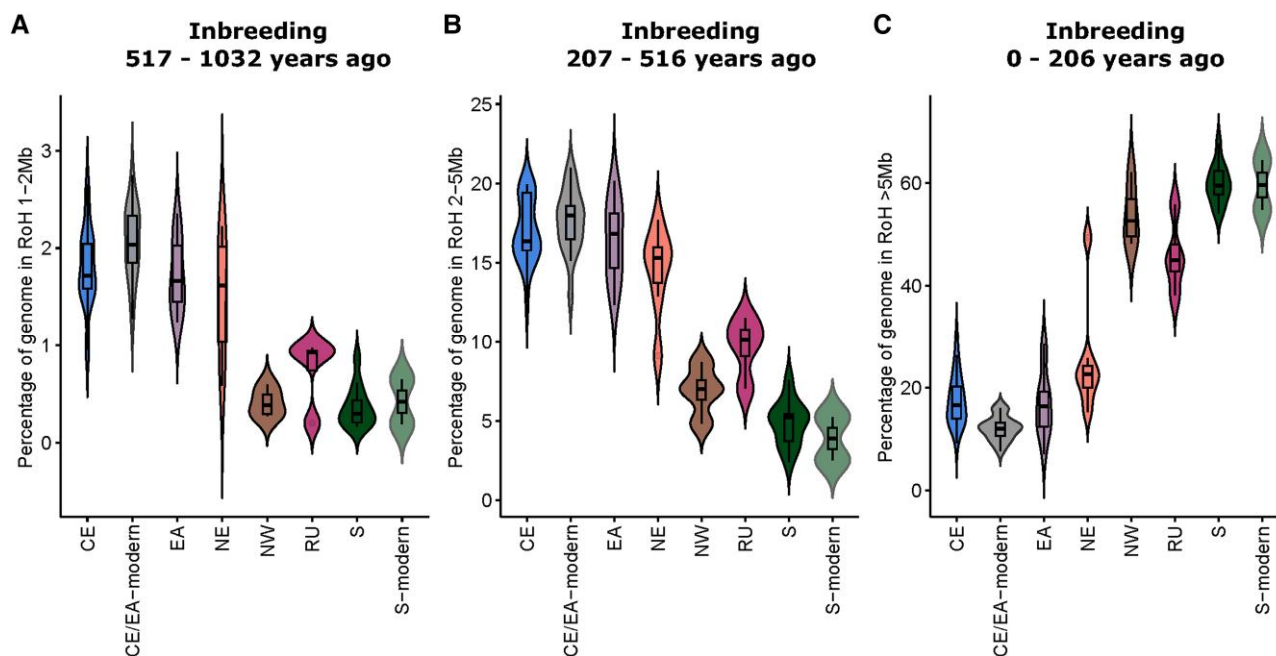 A
Inbreeding
517 - 1032 years ago
Percentage of genome in RoH 1-2Mb
3
2
1
0
CE
CE/EA-modern
EA
NE
NW
RU
S
S-modern
B
Inbreeding
207 - 516 years ago
Percentage of genome in RoH 2-5Mb
25
20
15
10
5
0
CE
CE/EA-modern
EA
NE
NW
RU
S
S-modern
C
Inbreeding
0 - 206 years ago
Percentage of genome in RoH >5Mb
60
40
20
0
CE
CE/EA-modern
EA
NE
NW
RU
S
S-modern